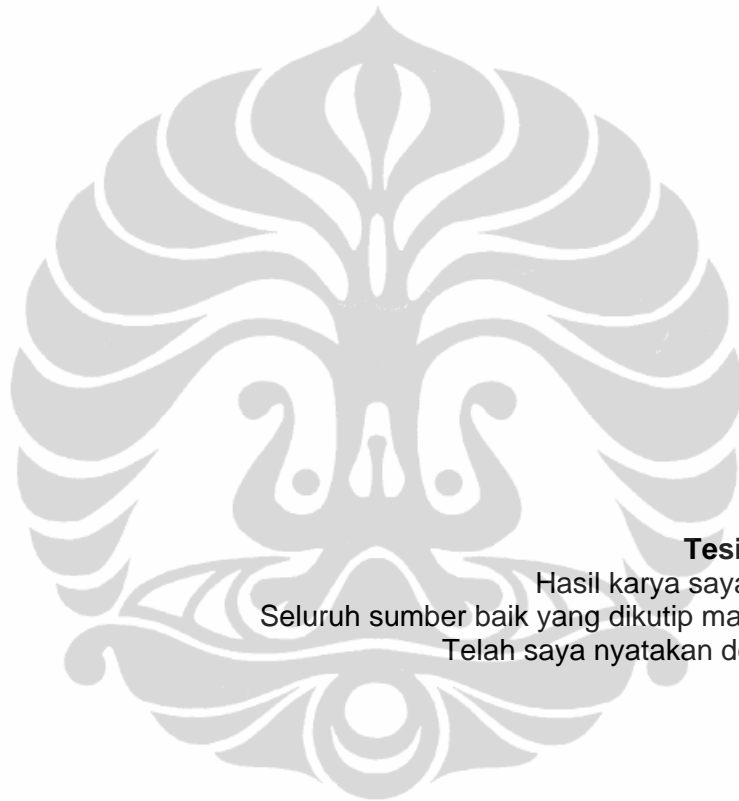 Tesi
Hasil karya saya
Seluruh sumber baik yang dikutip ma
Telah saya nyatakan de